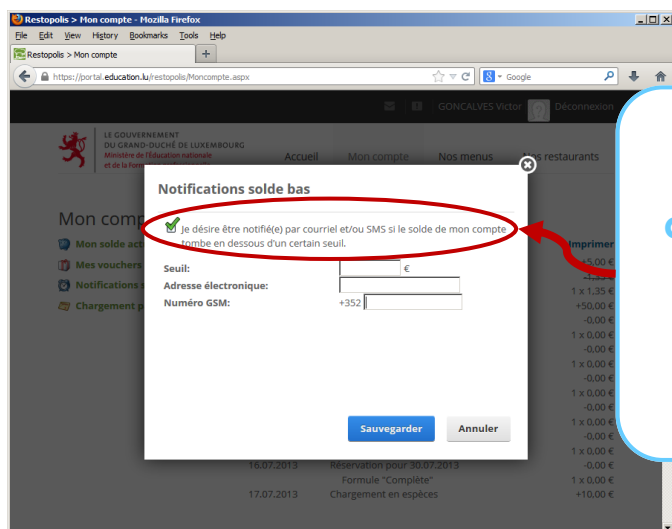 Restopolis > Mon compte - Mozilla Firefox
File Edit View History Bookmarks Tools Help
Restopolis > Mon compte
https://portal.education.lu/restopolis/Moncompte.aspx
Google
GONCALVES Victor Déconnexion
LE GOUVERNEMENT
DU GRAND-DUCHÉ DE LUXEMBOURG
Ministère de l'Éducation nationale
et de la Form
Accueil Mon compte Nos menus Nos restaurants
Notifications solde bas
Je désire être notifié(e) par courriel et/ou SMS si le solde de mon compte
tombe en dessous d'un certain seuil.
Seuil: €
Adresse électronique:
Numéro GSM: +352
Sauvegarder Annuler
Mon comp
Mon solde act
Mes vouchers
Notifications s
Chargement p
Imprimer
+5,00 €
-1,35 €
1 x 1,35 €
+50,00 €
-0,00 €
1 x 0,00 €
-0,00 €
1 x 0,00 €
-0,00 €
1 x 0,00 €
-0,00 €
1 x 0,00 €
-0,00 €
1 x 0,00 €
16.07.2013 Réservation pour 30.07.2013 -0,00 €
Formule "Complète" 1 x 0,00 €
17.07.2013 Chargement en espèces +10,00 €